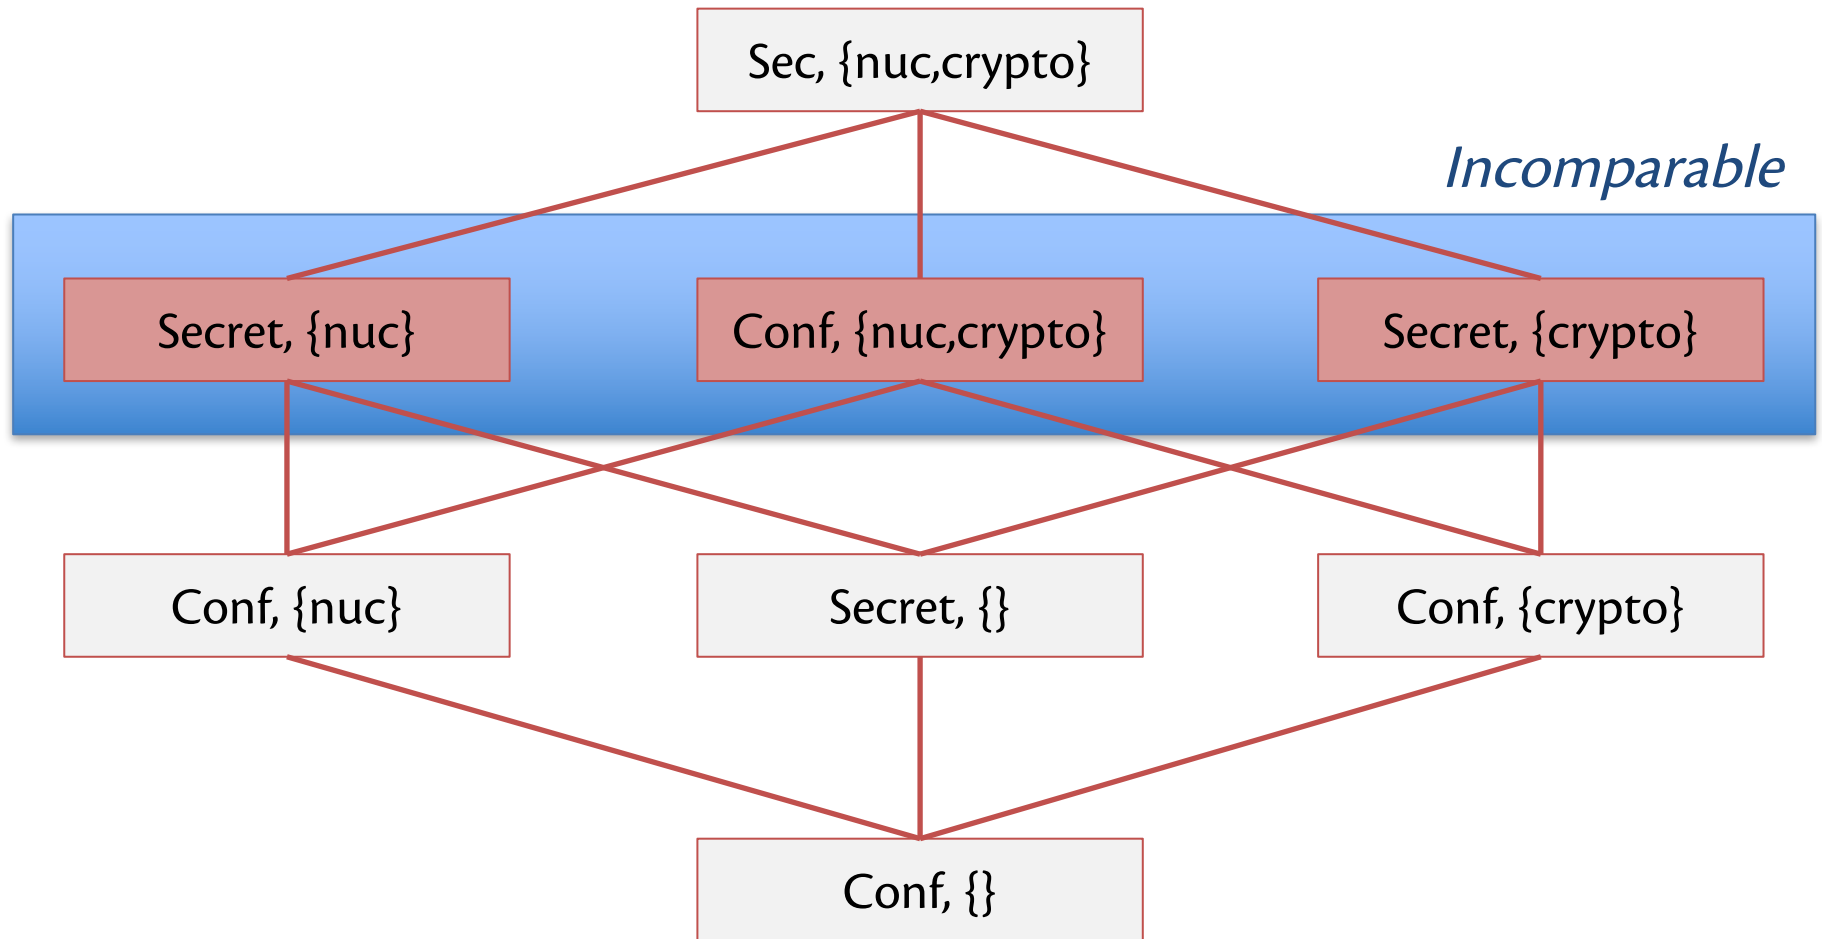 Sec, {nuc,crypto}
Incomparable
Secret, {nuc}
Conf, {nuc,crypto}
Secret, {crypto}
Conf, {nuc}
Secret, {}
Conf, {crypto}
Conf, {}